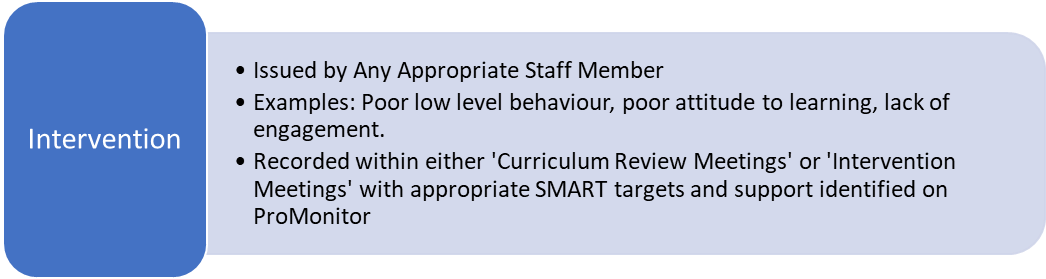 Intervention
• Issued by Any Appropriate Staff Member
• Examples: Poor low level behaviour, poor attitude to learning, lack of
engagement.
• Recorded within either 'Curriculum Review Meetings' or 'Intervention
Meetings' with appropriate SMART targets and support identified on
ProMonitor